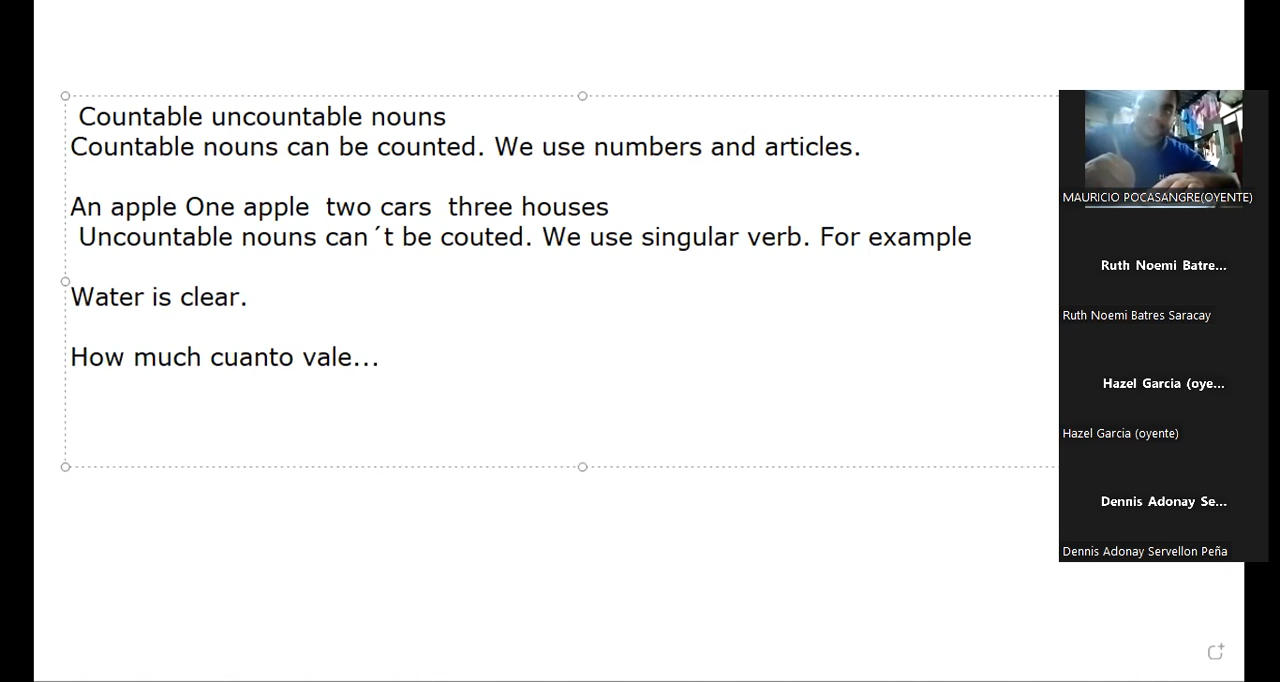 Countable uncountable nouns
Countable nouns can be counted. We use numbers and articles.
An apple One apple  two cars  three houses
Uncountable nouns can´t be couted. We use singular verb. For example
Water is clear.
How much cuanto vale...
MAURICIO POCASANGRE(OYENTE)
Ruth Noemi Batre...
Ruth Noemi Batres Saracay
Hazel Garcia (oye...
Hazel Garcia (oyente)
Dennis Adonay Se...
Dennis Adonay Servellon Peña